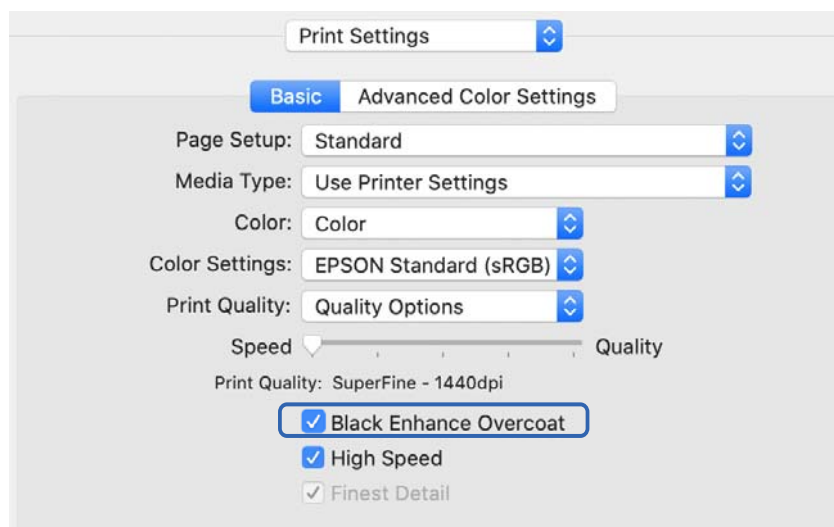 Print Settings
Basic Advanced Color Settings
Page Setup: Standard
Media Type: Use Printer Settings
Color: Color
Color Settings: EPSON Standard (sRGB)
Print Quality: Quality Options
Speed Quality
Print Quality: SuperFine - 1440dpi
Black Enhance Overcoat
High Speed
Finest Detail